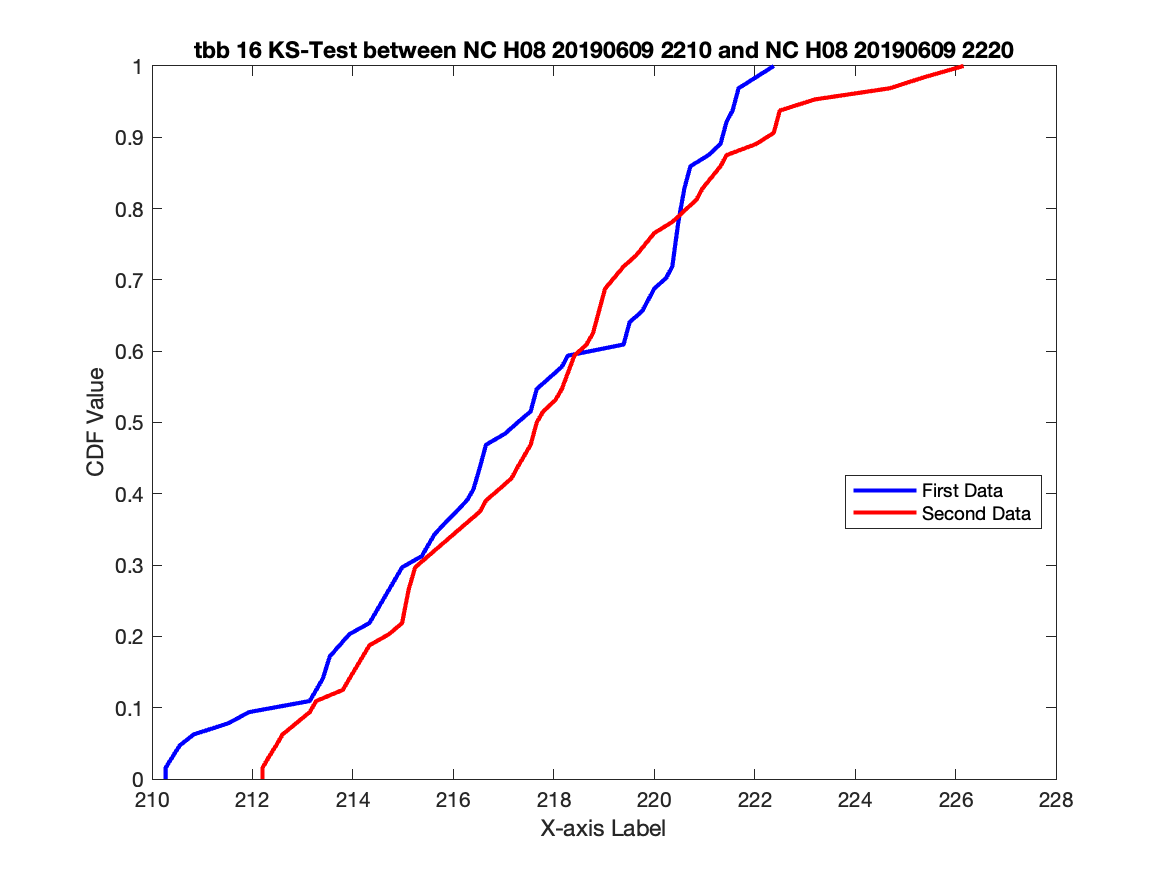 tbb 16 KS-Test between NC H08 20190609 2210 and NC H08 20190609 2220
1
0.9
0.8
0.7
0.6
0.5
0.4
0.3
0.2
0.1
0
CDF Value
First Data
Second Data
210 212 214 216 218 220 222 224 226 228
X-axis Label